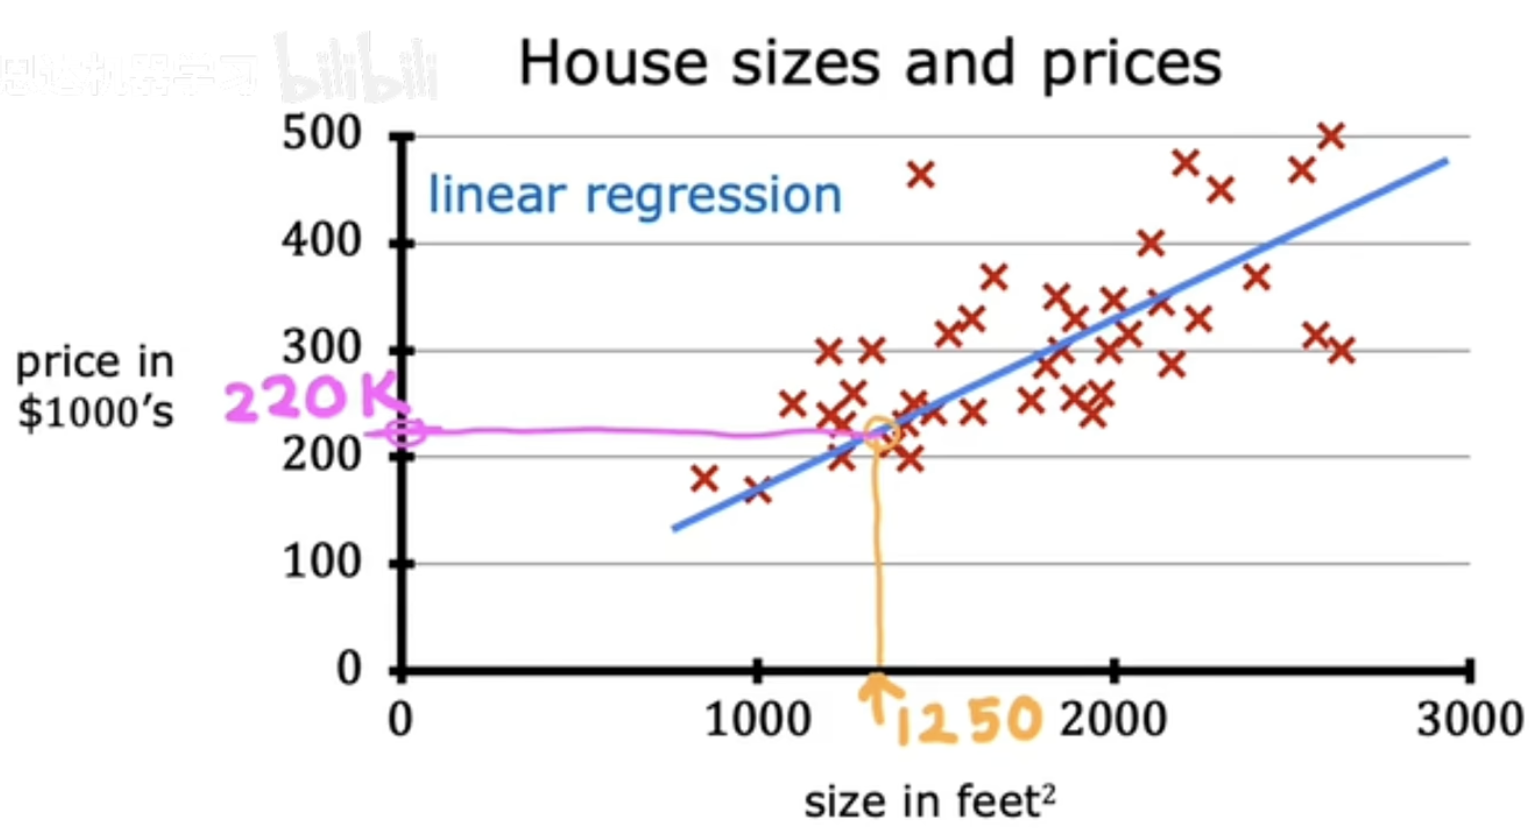 bilibili
House sizes and prices
500
linear regression
400
300
price in
$1000's
220K
200
100
0
0 1000 2000 3000
1250
size in feet²